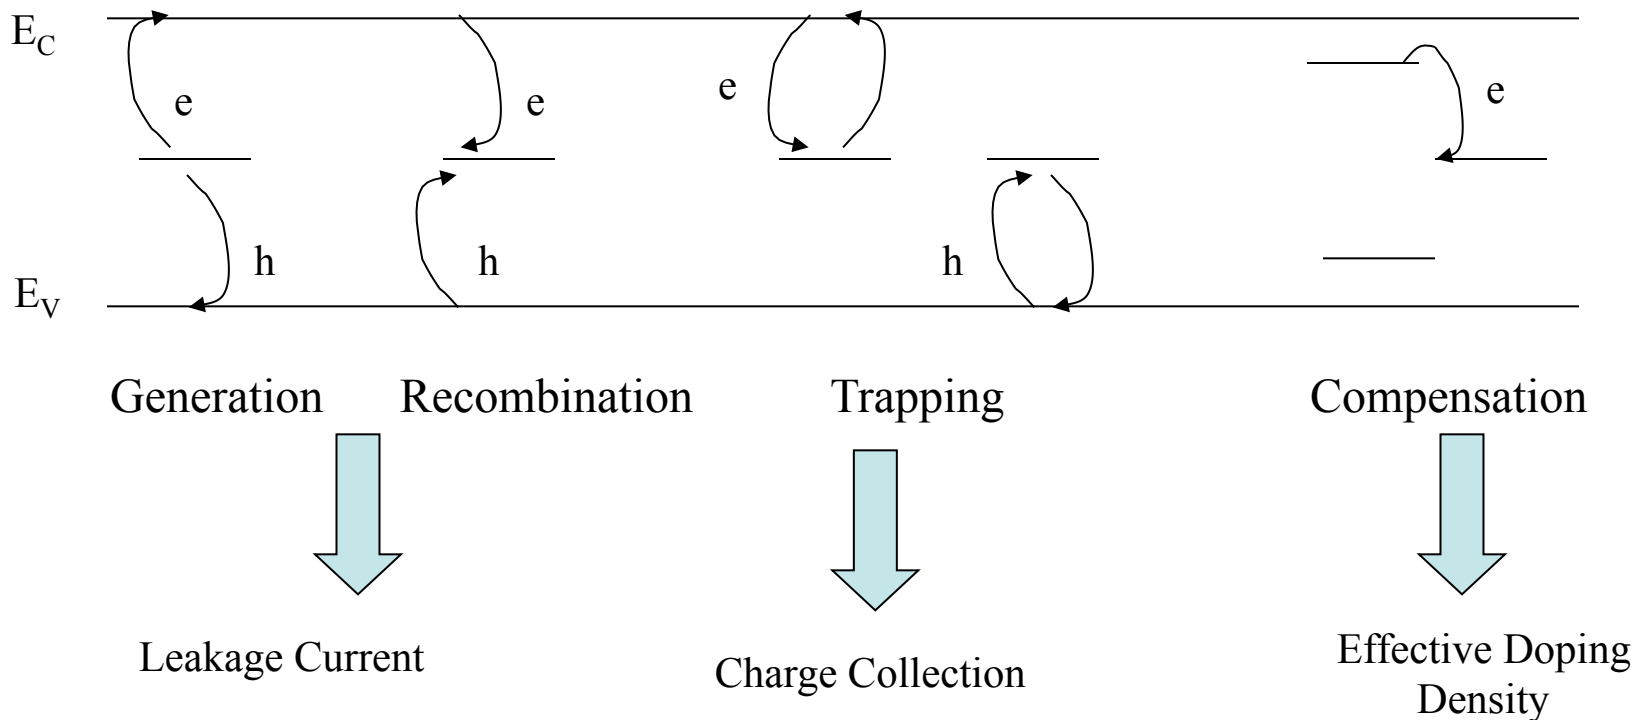 E_C
e
e
e
e
h
h
h
E_V
Generation Recombination Trapping Compensation
Leakage Current
Charge Collection
Effective Doping
Density